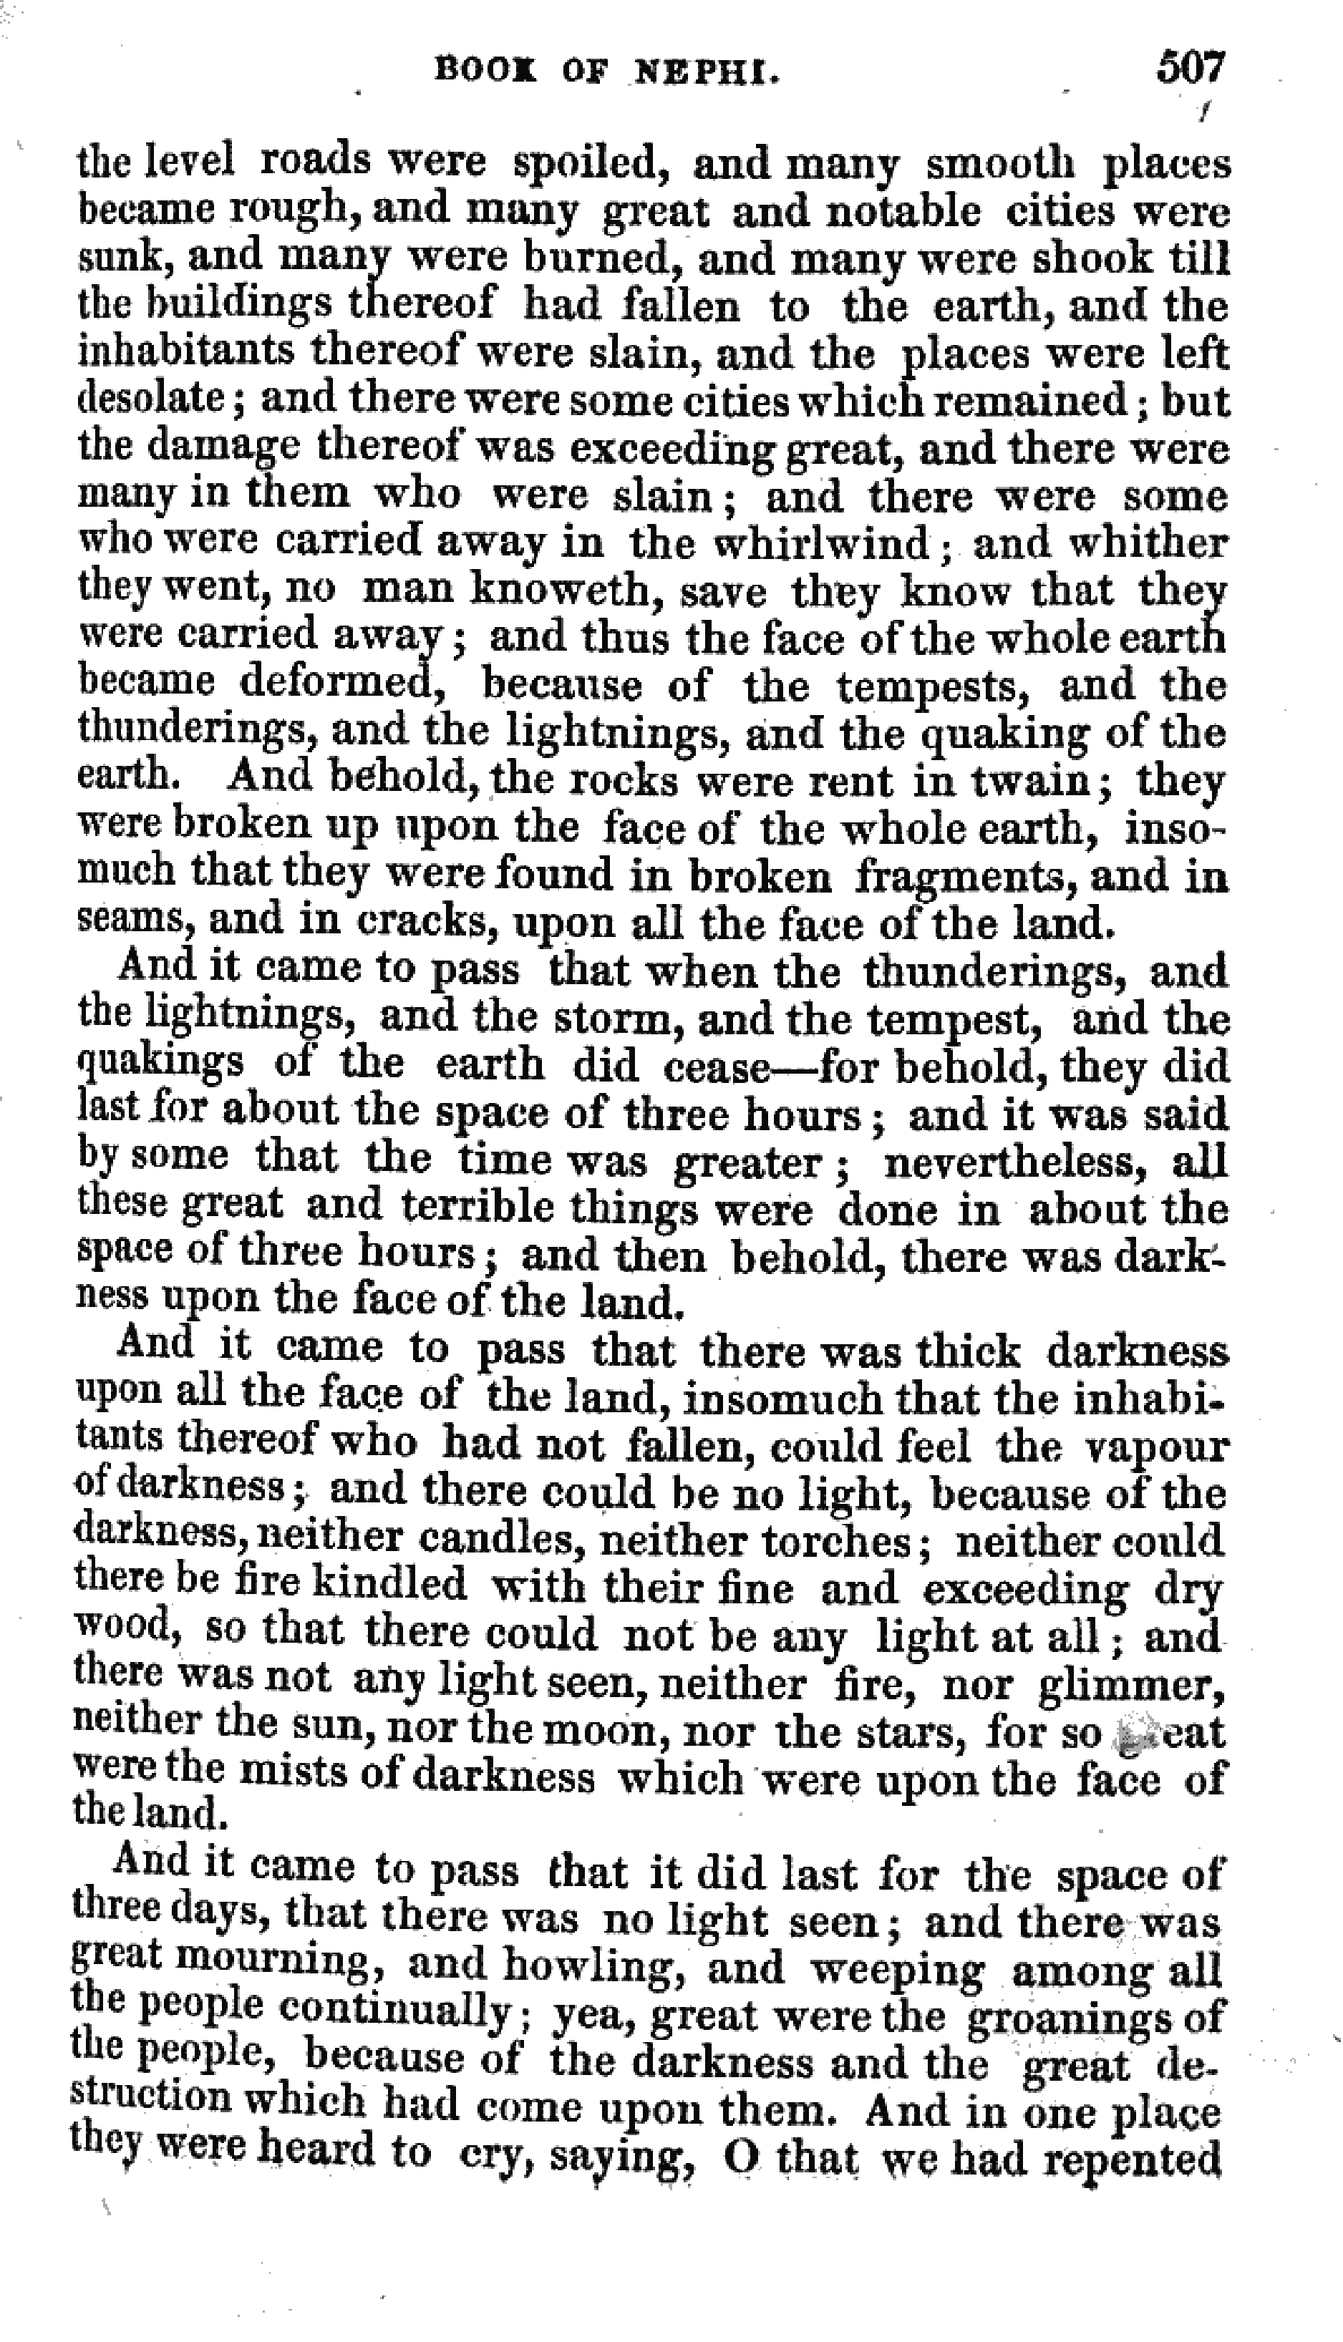 BOOK OF NEPHI. 507
the level roads were spoiled, and many smooth places
became rough, and many great and notable cities were
sunk, and many were burned, and many were shook till
the buildings thereof had fallen to the earth, and the
inhabitants thereof were slain, and the places were left
desolate; and there were some cities which remained; but
the damage thereof was exceeding great, and there were
many in them who were slain; and there were some
who were carried away in the whirlwind; and whither
they went, no man knoweth, save they know that they
were carried away; and thus the face of the whole earth
became deformed, because of the tempests, and the
thunderings, and the lightnings, and the quaking of the
earth. And behold, the rocks were rent in twain; they
were broken up upon the face of the whole earth, inso-
much that they were found in broken fragments, and in
seams, and in cracks, upon all the face of the land.
And it came to pass that when the thunderings, and
the lightnings, and the storm, and the tempest, and the
quakings of the earth did cease—for behold, they did
last for about the space of three hours; and it was said
by some that the time was greater; nevertheless, all
these great and terrible things were done in about the
space of three hours; and then behold, there was dark-
ness upon the face of the land.
And it came to pass that there was thick darkness
upon all the face of the land, insomuch that the inhabi-
tants thereof who had not fallen, could feel the vapour
of darkness; and there could be no light, because of the
darkness, neither candles, neither torches; neither could
there be fire kindled with their fine and exceeding dry
wood, so that there could not be any light at all; and
there was not any light seen, neither fire, nor glimmer,
neither the sun, nor the moon, nor the stars, for so great
were the mists of darkness which were upon the face of
the land.
And it came to pass that it did last for the space of
three days, that there was no light seen; and there was
great mourning, and howling, and weeping among all
the people continually; yea, great were the groanings of
the people, because of the darkness and the great de-
struction which had come upon them. And in one place
they were heard to cry, saying, O that we had repented